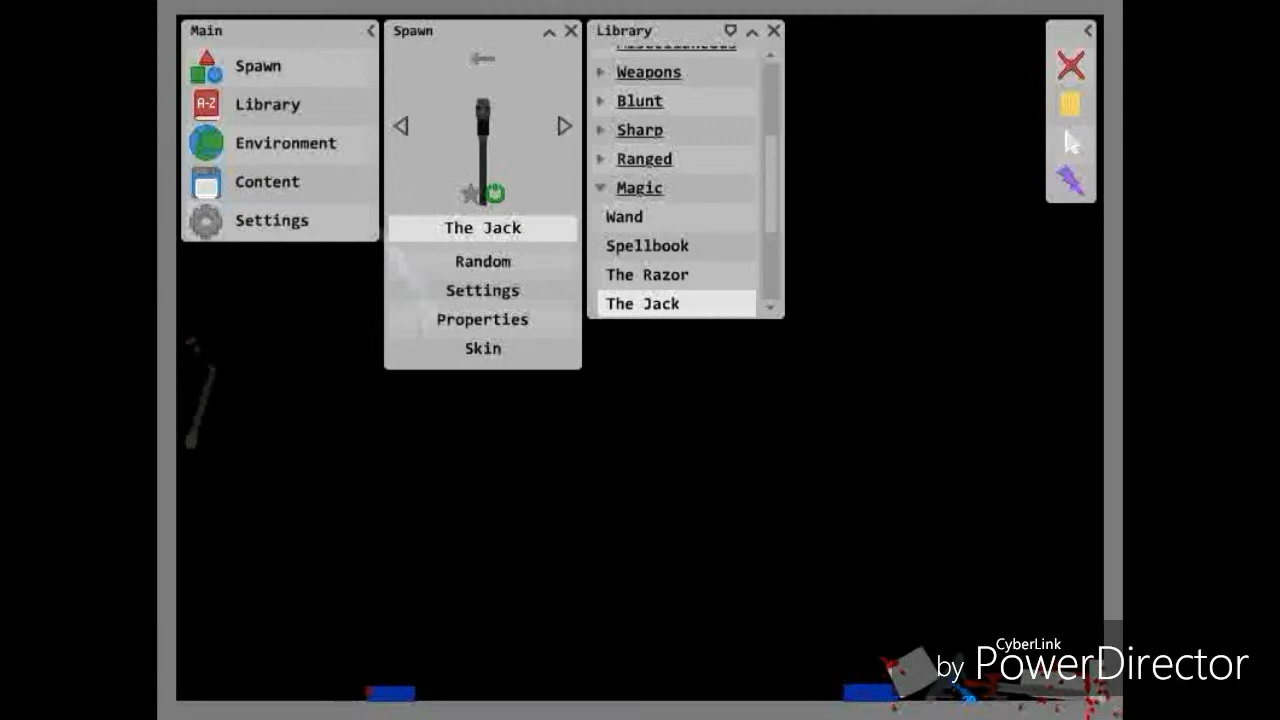 Main
Spawn
Library
Environment
Content
Settings
Spawn
The Jack
Random
Settings
Properties
Skin
Library
Miscellaneous
Weapons
Blunt
Sharp
Ranged
Magic
Wand
Spellbook
The Razor
The Jack
A-Z
CyberLink
by PowerDirector